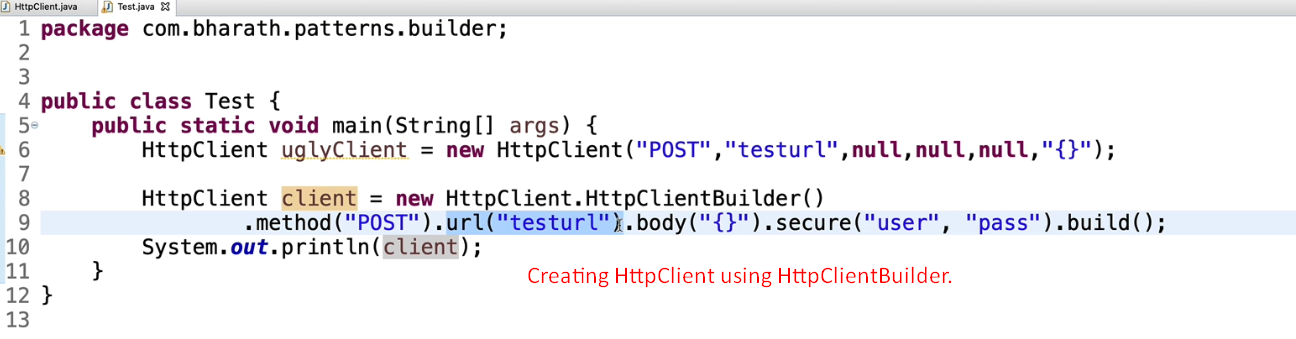 HttpClient.java Test.java
1 package com.bharath.patterns.builder;
2
3
4 public class Test {
5 public static void main(String[] args) {
6 HttpClient uglyClient = new HttpClient("POST","testurl",null,null,null,"{}");
7
8 HttpClient client = new HttpClient.HttpClientBuilder()
9 .method("POST").url("testurl").body("{}").secure("user", "pass").build();
10 System.out.println(client);
11 }
Creating HttpClient using HttpClientBuilder.
12 }
13